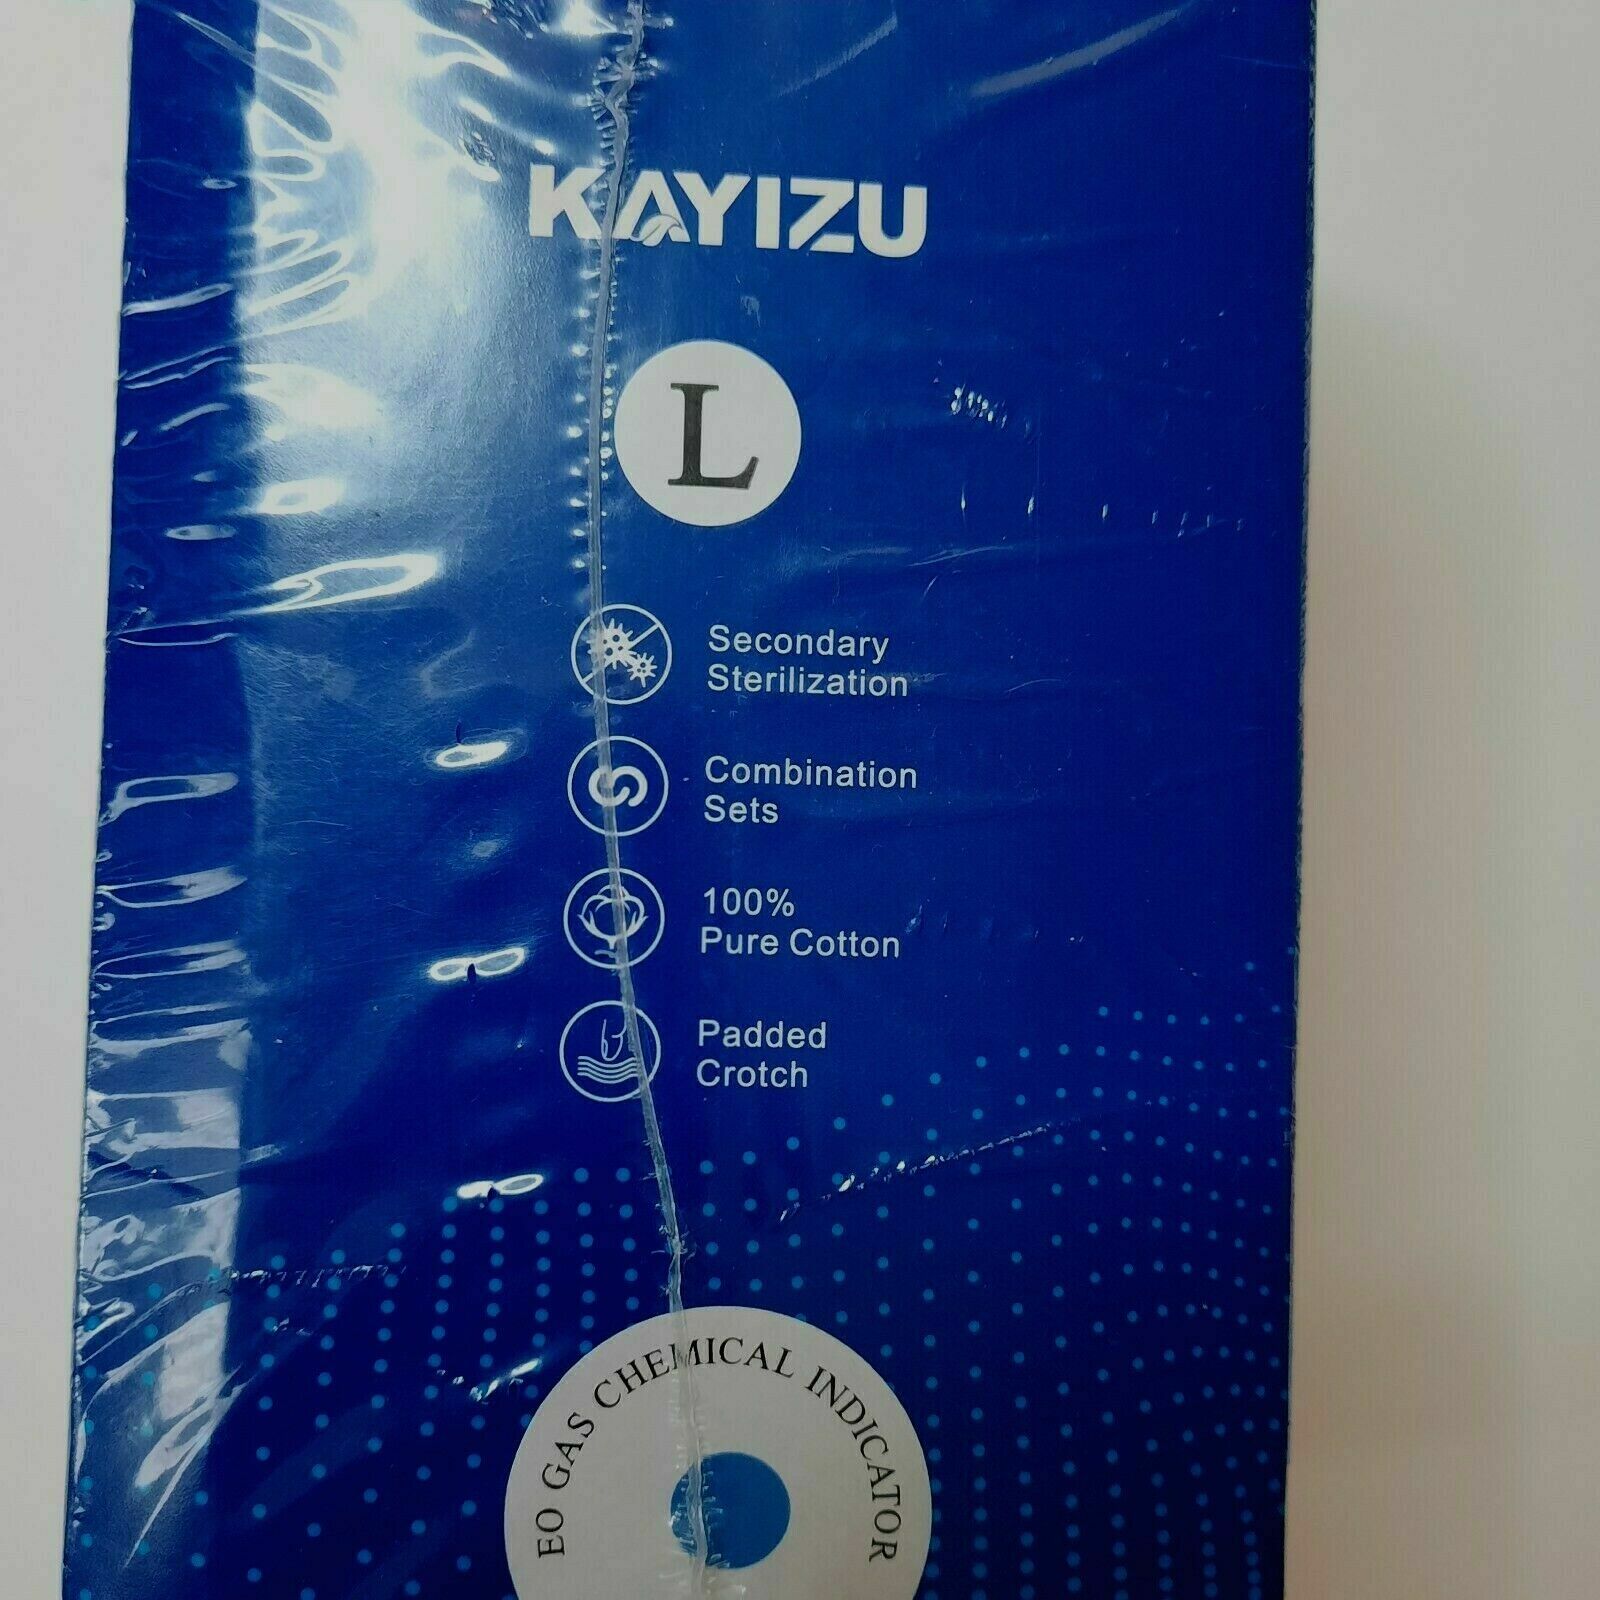 KAYIZU
L
Secondary
Sterilization
Combination
Sets
100%
Pure Cotton
Padded
Crotch
EO GAS CHEMICAL INDICATOR